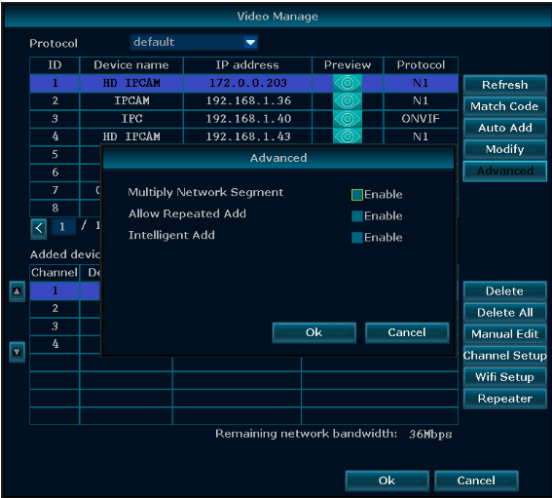 Video Manage
Protocol default
ID Device name IP address Preview Protocol
1 HD IPCAM 172.0.0.203 N1
2 IPCAM 192.168.1.36 N1
3 IPC 192.168.1.40 ONVIF
4 HD IPCAM 192.168.1.43 N1
5
6
7
8
Refresh
Match Code
Auto Add
Modify
Advanced
< 1 / 1
Advanced
Multiply Network Segment Enable
Allow Repeated Add Enable
Intelligent Add Enable
Ok Cancel
Added devic
Channel De
1
2
3
4
Delete
Delete All
Manual Edit
Channel Setup
Wifi Setup
Repeater
Remaining network bandwidth: 36Mbps
Ok Cancel